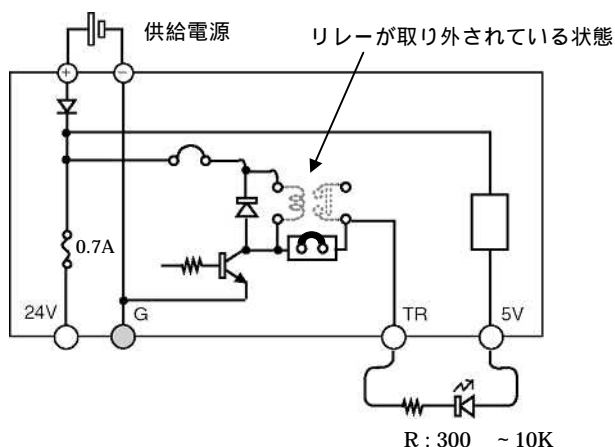 供給電源
リレーが取り外されている状態
+
−
0.7A
24V
G
TR
5V
R : 300 ~ 10K